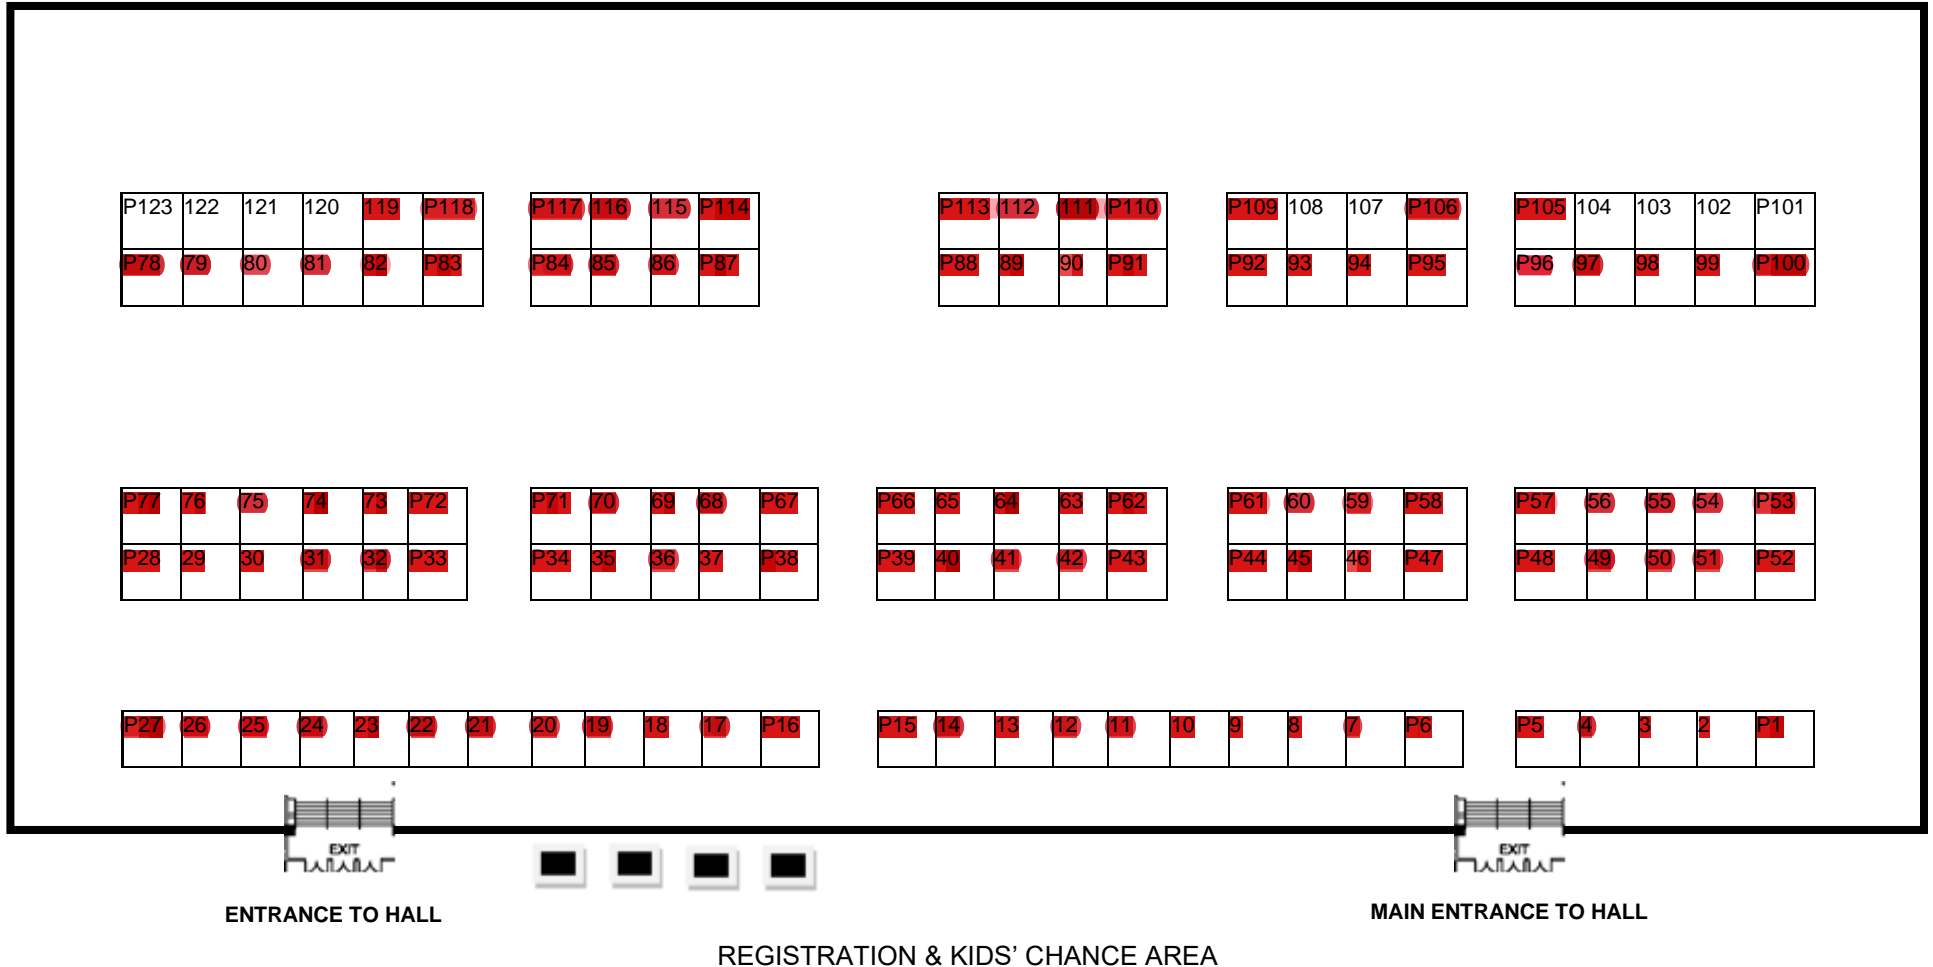 P123 122 121 120 119 P118 P117 116 115 P114 P113 112 111 P110 P109 108 107 P106 P105 104 103 102 P101
P78 79 80 81 82 P83 P84 85 86 P87 P88 89 90 P91 P92 93 94 P95 P96 97 98 99 P100
P77 76 75 74 73 P72 P71 70 69 68 P67 P66 65 64 63 P62 P61 60 59 P58 P57 56 55 54 P53
P28 29 30 31 32 P33 P34 35 36 37 P38 P39 40 41 42 P43 P44 45 46 P47 P48 49 50 51 P52
P27 26 25 24 23 22 21 20 19 18 17 P16 P15 14 13 12 11 10 9 8 7 P6 P5 4 3 2 P1
EXIT EXIT
ENTRANCE TO HALL MAIN ENTRANCE TO HALL
REGISTRATION & KIDS’ CHANCE AREA